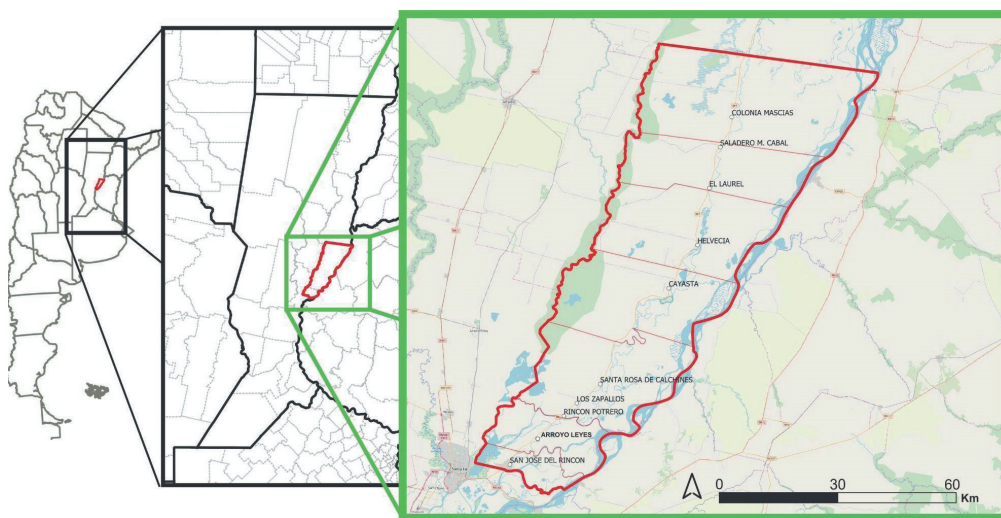 COLONIA MASCIAS
SALADERO M. CABAL
EL LAUREL
HELVECIA
CAYASTA
SANTA ROSA DE CALCHINES
LOS ZAPALLOS
RINCON POTRERO
ARROYO LEYES
SAN JOSE DEL RINCON
0 30 60
Km